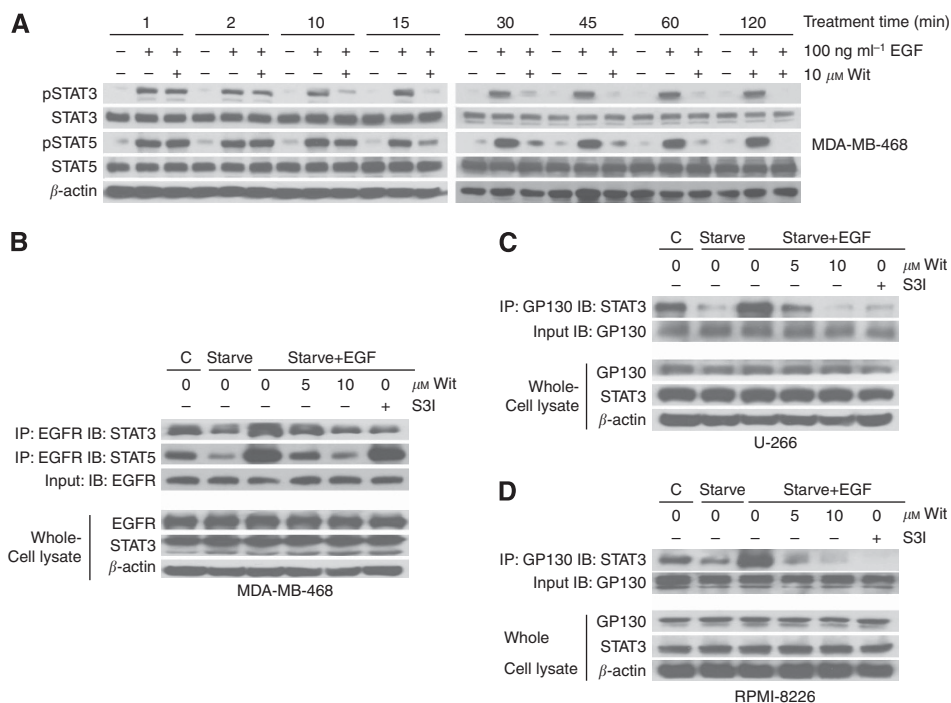 A
1 2 10 15 30 45 60 120 Treatment time (min)
– + + – + + – + + – + + – + + – + + – + + – + + 100 ng ml⁻¹ EGF
– – + – – + – – + – – + – – + – – + – – + – + + 10 μM Wit
pSTAT3
STAT3
pSTAT5
MDA-MB-468
STAT5
β-actin
B
C Starve Starve+EGF
0 0 0 5 10 0 μM Wit
– – – – – + S3I
IP: EGFR IB: STAT3
IP: EGFR IB: STAT5
Input: IB: EGFR
Whole-
Cell lysate
EGFR
STAT3
β-actin
MDA-MB-468
C
C Starve Starve+EGF
0 0 0 5 10 0 μM Wit
– – – – – + S3I
IP: GP130 IB: STAT3
Input IB: GP130
Whole-
Cell lysate
GP130
STAT3
β-actin
U-266
D
C Starve Starve+EGF
0 0 0 5 10 0 μM Wit
– – – – – + S3I
IP: GP130 IB: STAT3
Input IB: GP130
Whole
Cell lysate
GP130
STAT3
β-actin
RPMI-8226